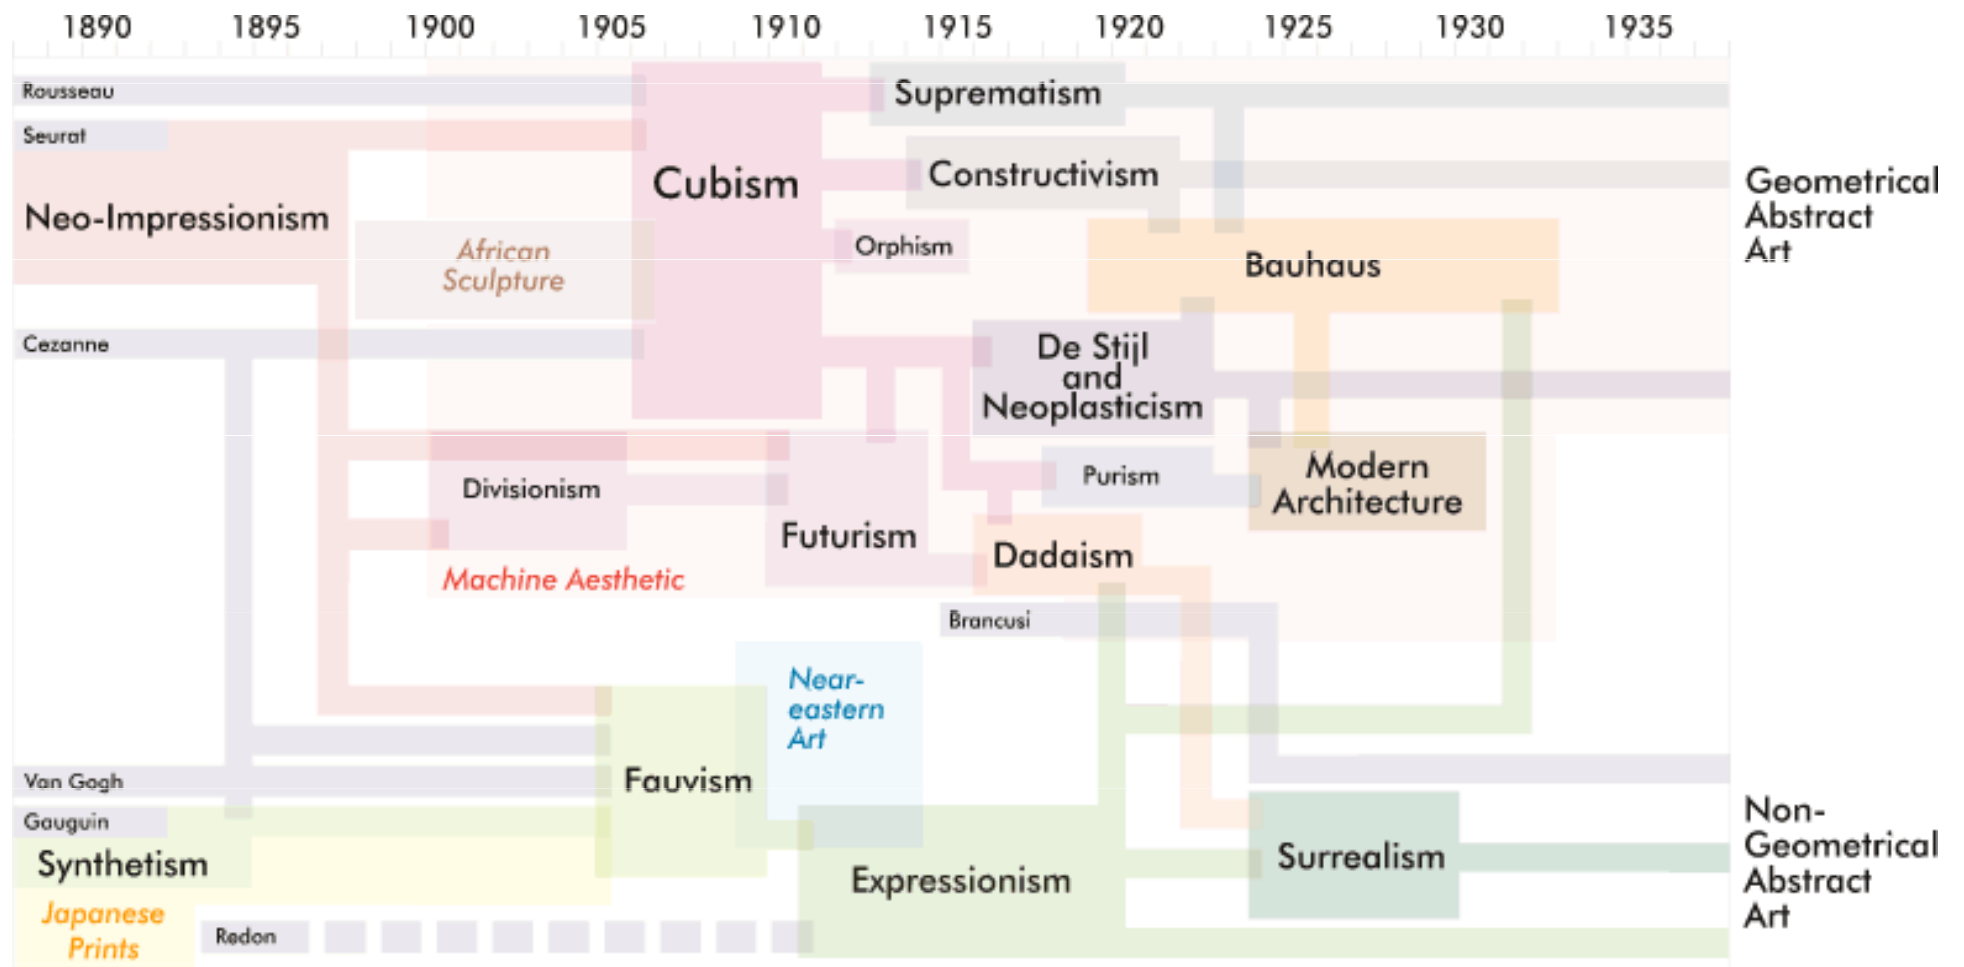 1890 1895 1900 1905 1910 1915 1920 1925 1930 1935
Rousseau
Suprematism
Seurat
Cubism
Constructivism
Geometrical
Abstract
Art
Neo-Impressionism
African
Sculpture
Orphism
Bauhaus
Cezanne
De Stijl
and
Neoplasticism
Divisionism
Purism
Modern
Architecture
Futurism
Dadaism
Machine Aesthetic
Brancusi
Near-
eastern
Art
Van Gogh
Fauvism
Gauguin
Synthetism
Expressionism
Surrealism
Non-
Geometrical
Abstract
Art
Japanese
Prints
Redon